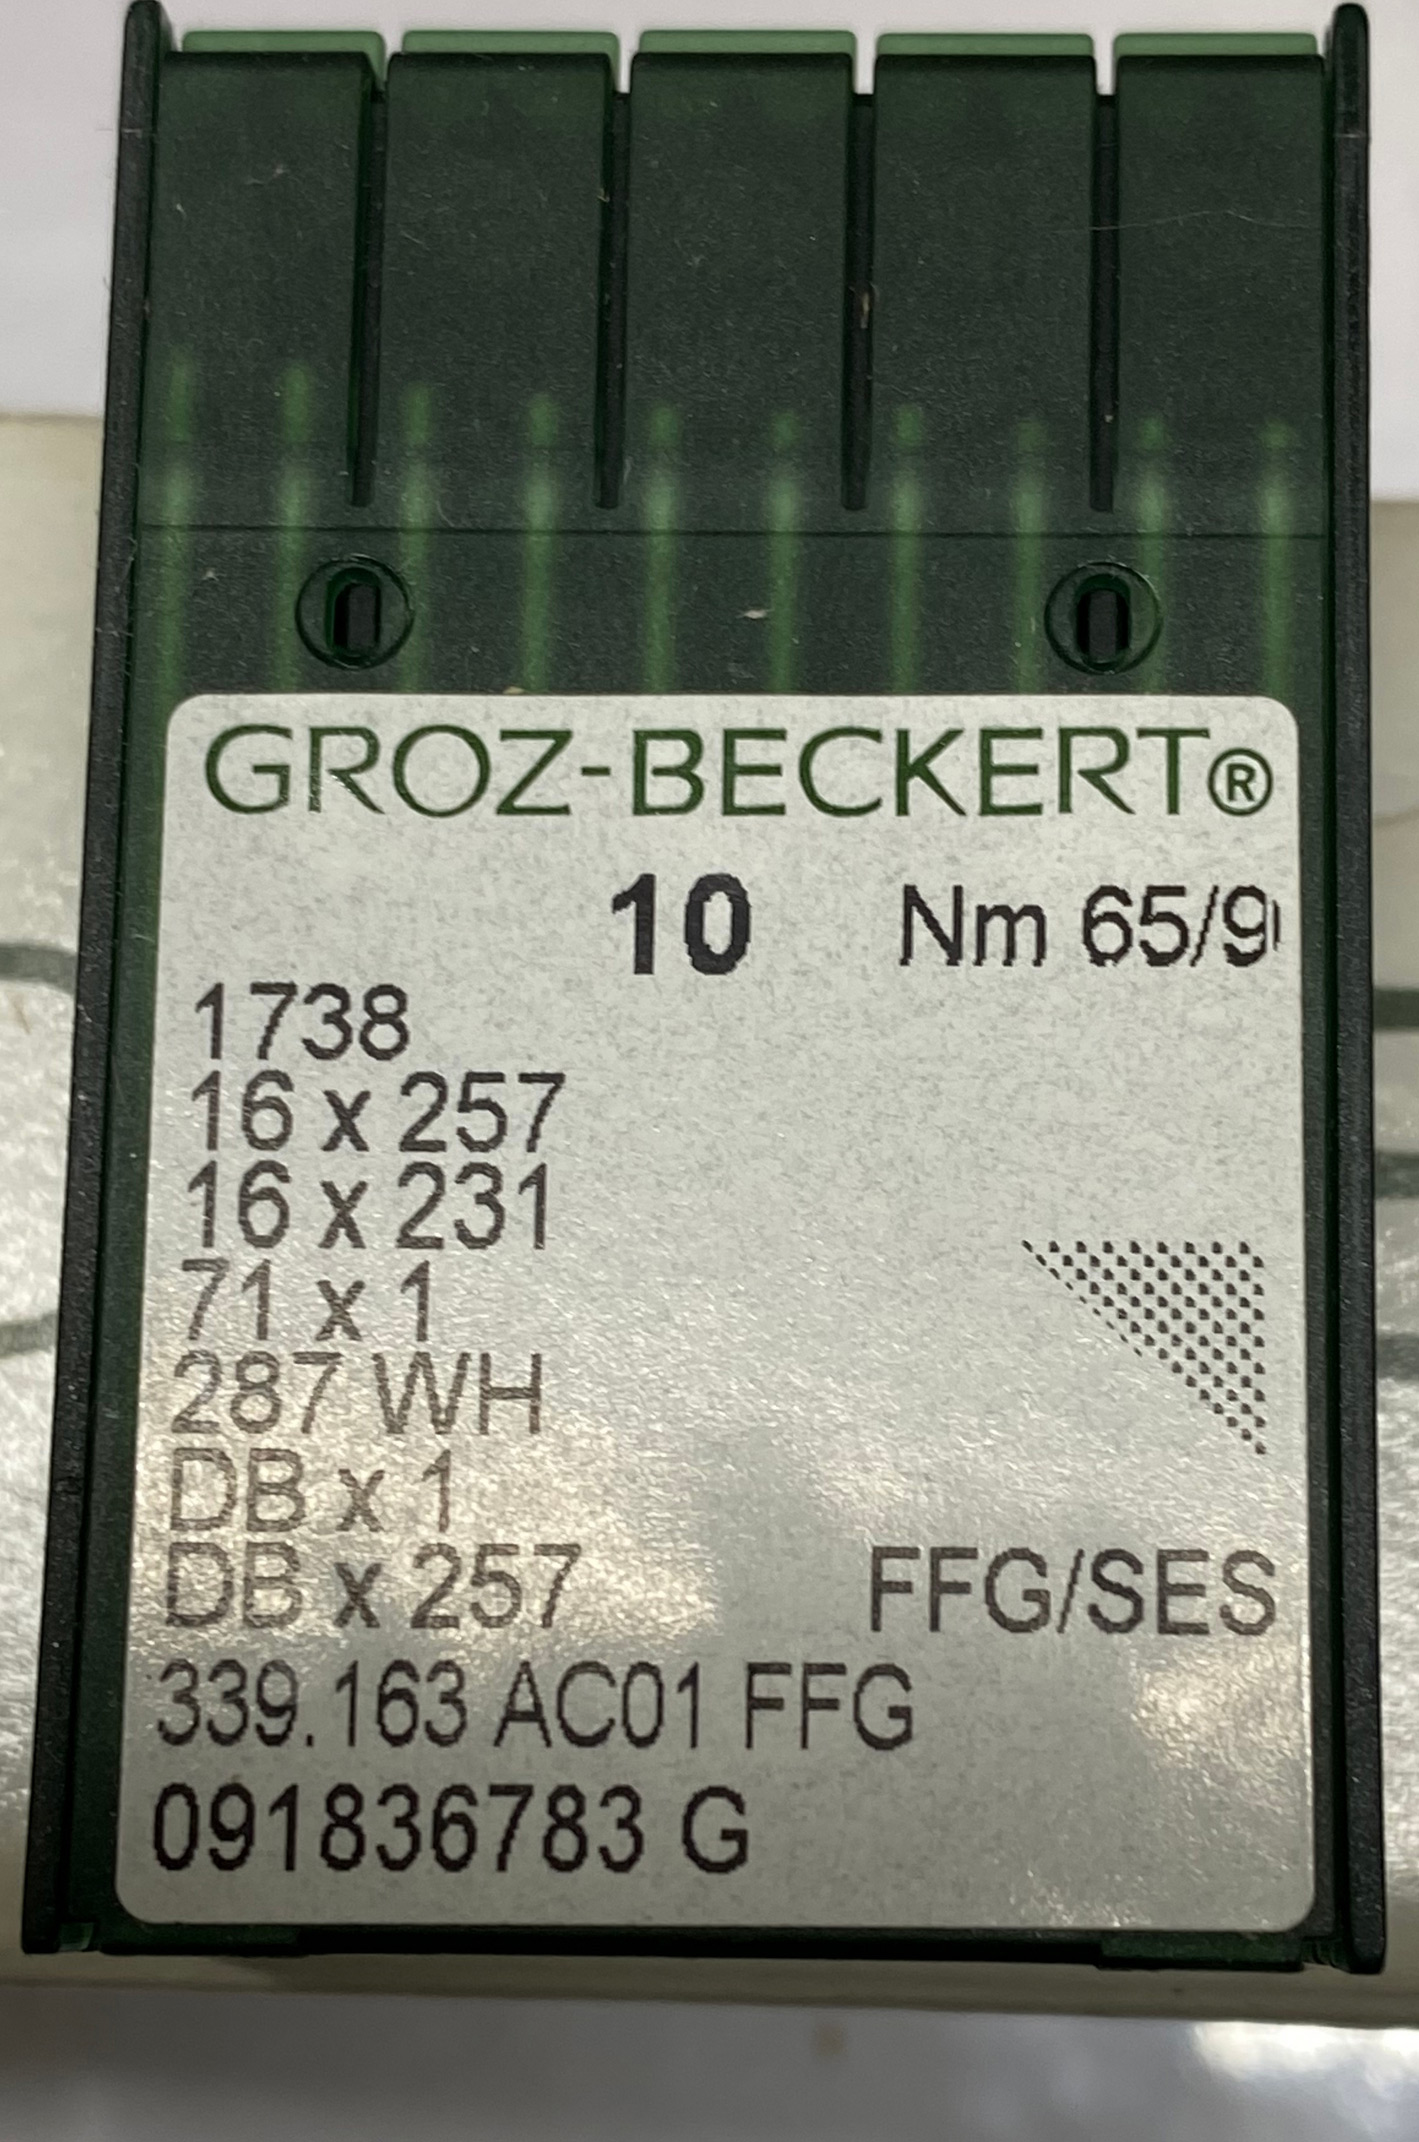 GROZ-BECKERT®
10 Nm 65/9
1738
16 x 257
16 x 231
71 x 1
287 WH
DB x 1
DB x 257 FFG/SES
339.163 AC01 FFG
091836783 G